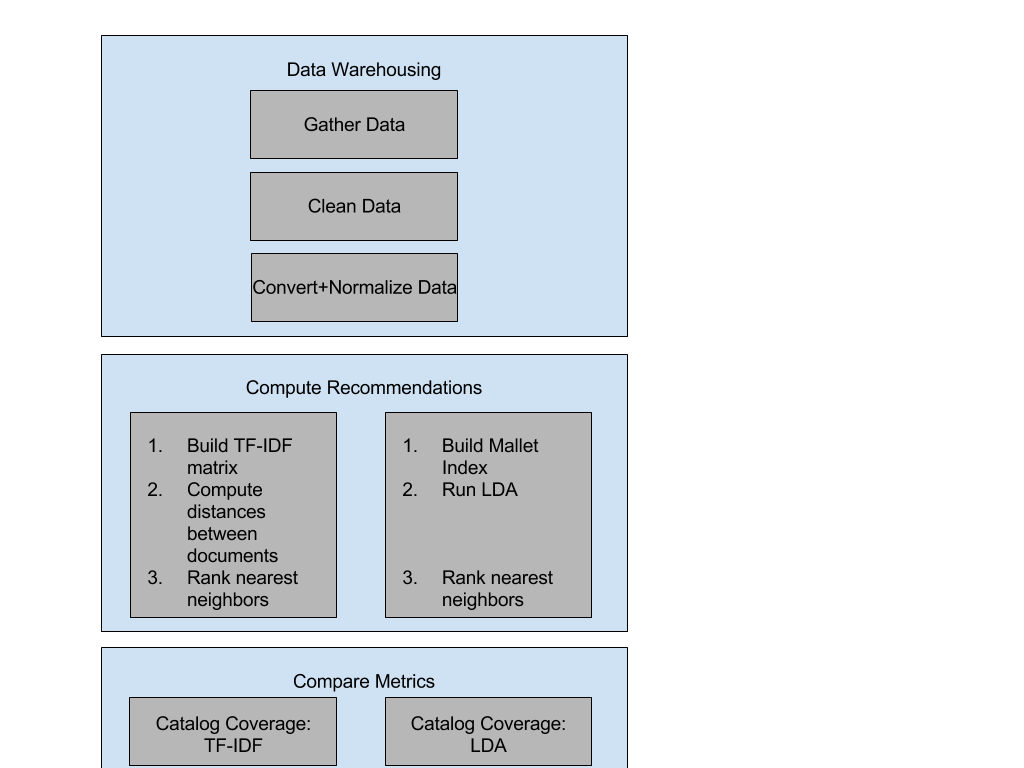 Data Warehousing
Gather Data
Clean Data
Convert+Normalize Data
Compute Recommendations
1. Build TF-IDF
matrix
2. Compute
distances
between
documents
3. Rank nearest
neighbors
1. Build Mallet
Index
2. Run LDA
3. Rank nearest
neighbors
Compare Metrics
Catalog Coverage:
TF-IDF
Catalog Coverage:
LDA